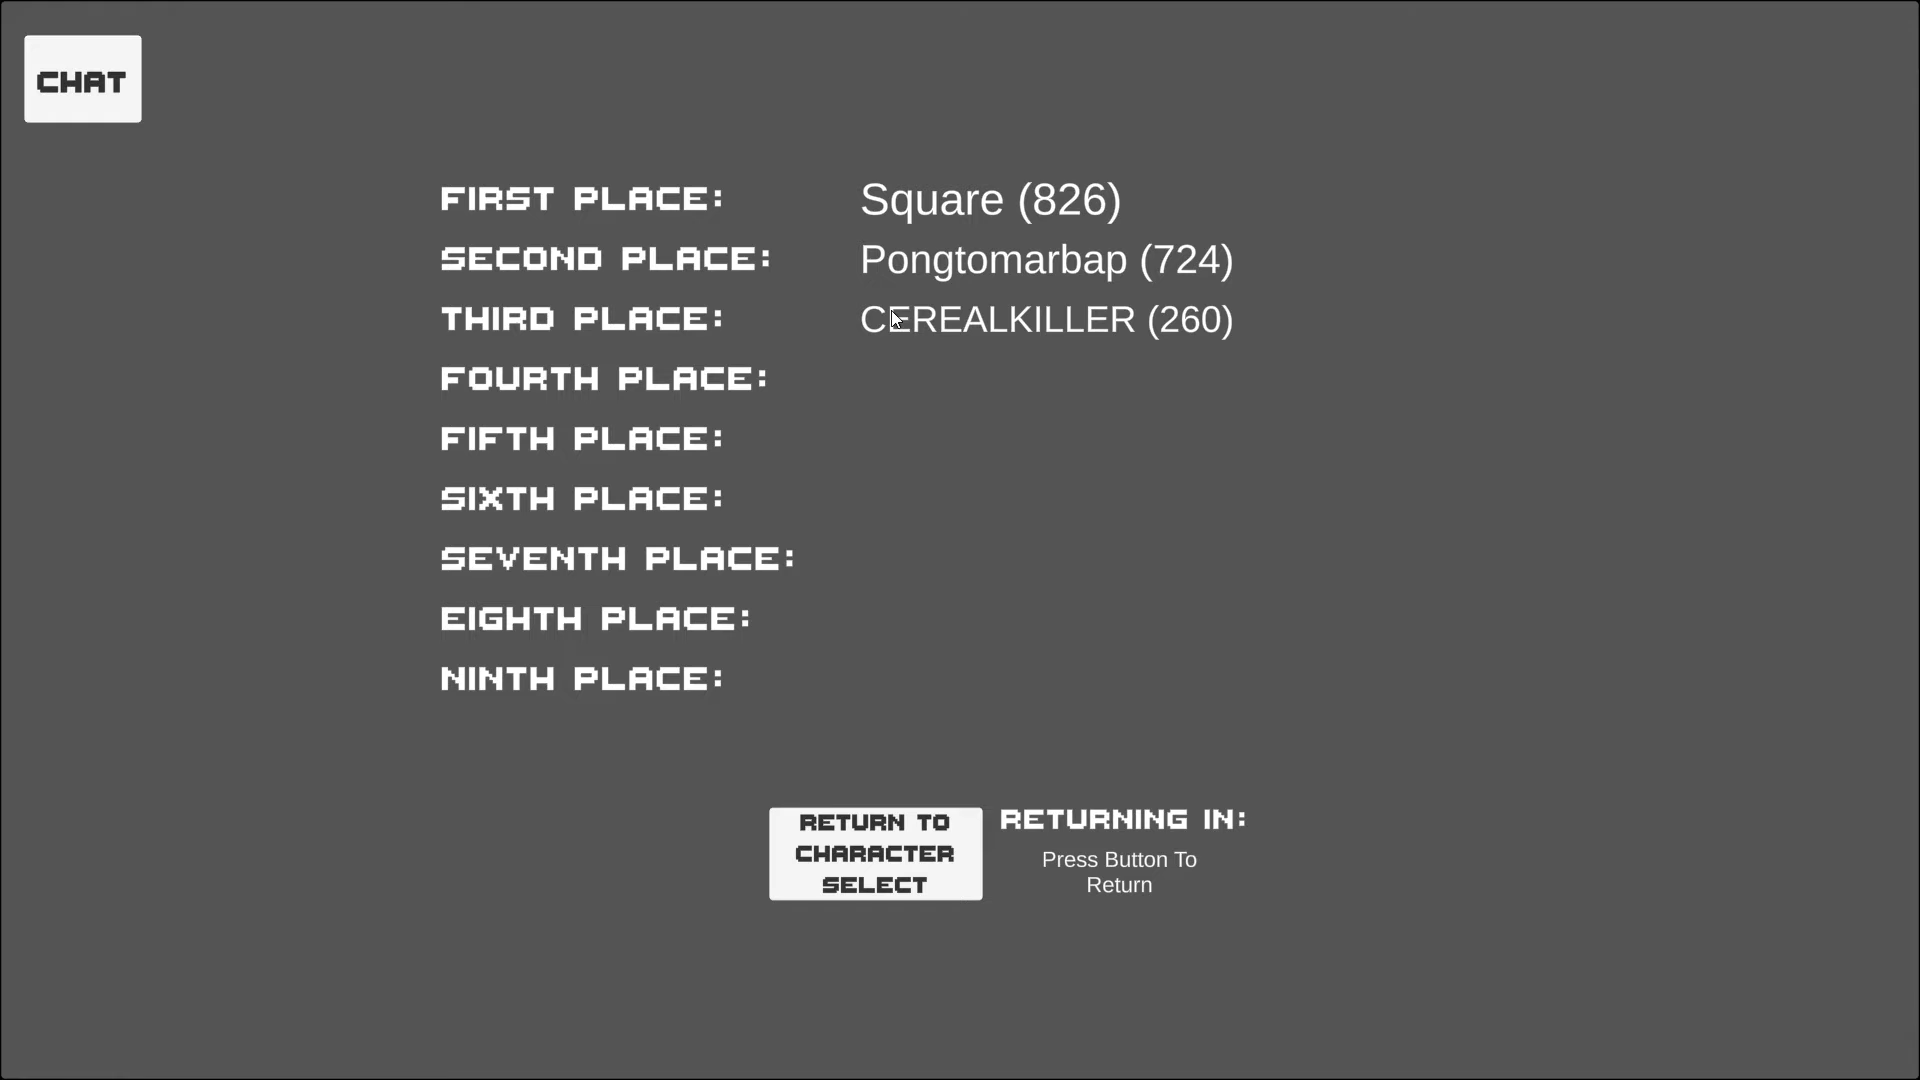 CHAT
FIRST PLACE: Square (826)
SECOND PLACE: Pongtomarbap (724)
THIRD PLACE: CEREALKILLER (260)
FOURTH PLACE:
FIFTH PLACE:
SIXTH PLACE:
SEVENTH PLACE:
EIGHTH PLACE:
NINTH PLACE:
RETURN TO
CHARACTER
SELECT
RETURNING IN:
Press Button To
Return